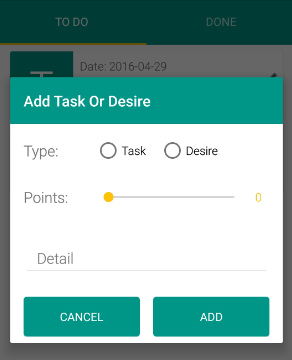 TO DO DONE
Date: 2016-04-29
Add Task Or Desire
Type: Task Desire
Points: 0
Detail
CANCEL ADD